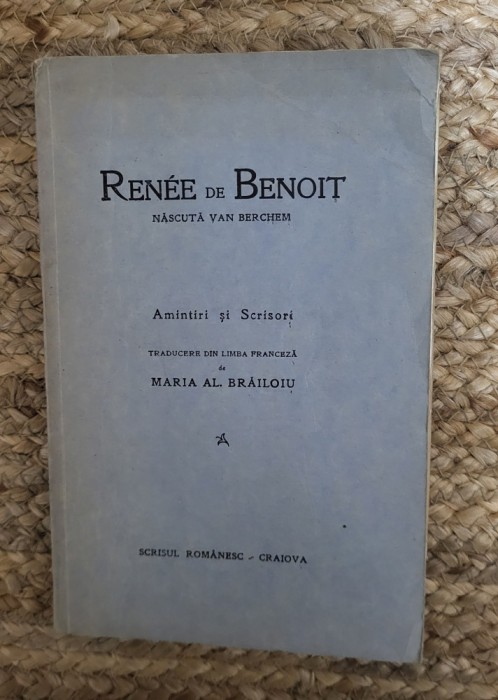 RENÉE DE BENOIT
NĂSCUTĂ VAN BERCHEM
Amintiri și Scrisori
TRADUCERE DIN LIMBA FRANCEZĂ
de
MARIA AL. BRĂILOIU
SCRISUL ROMÂNESC - CRAIOVA